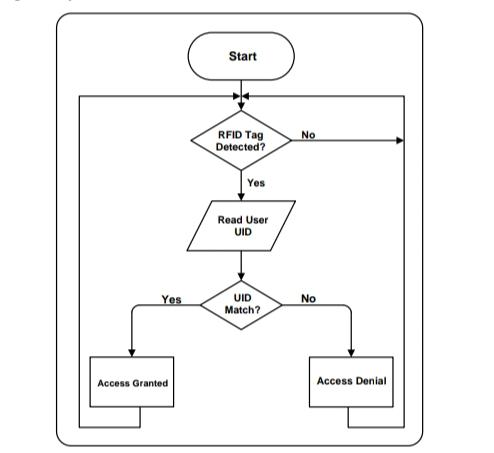 Start
RFID Tag
Detected?
No
Yes
Read User
UID
Yes
UID
Match?
No
Access Granted
Access Denial